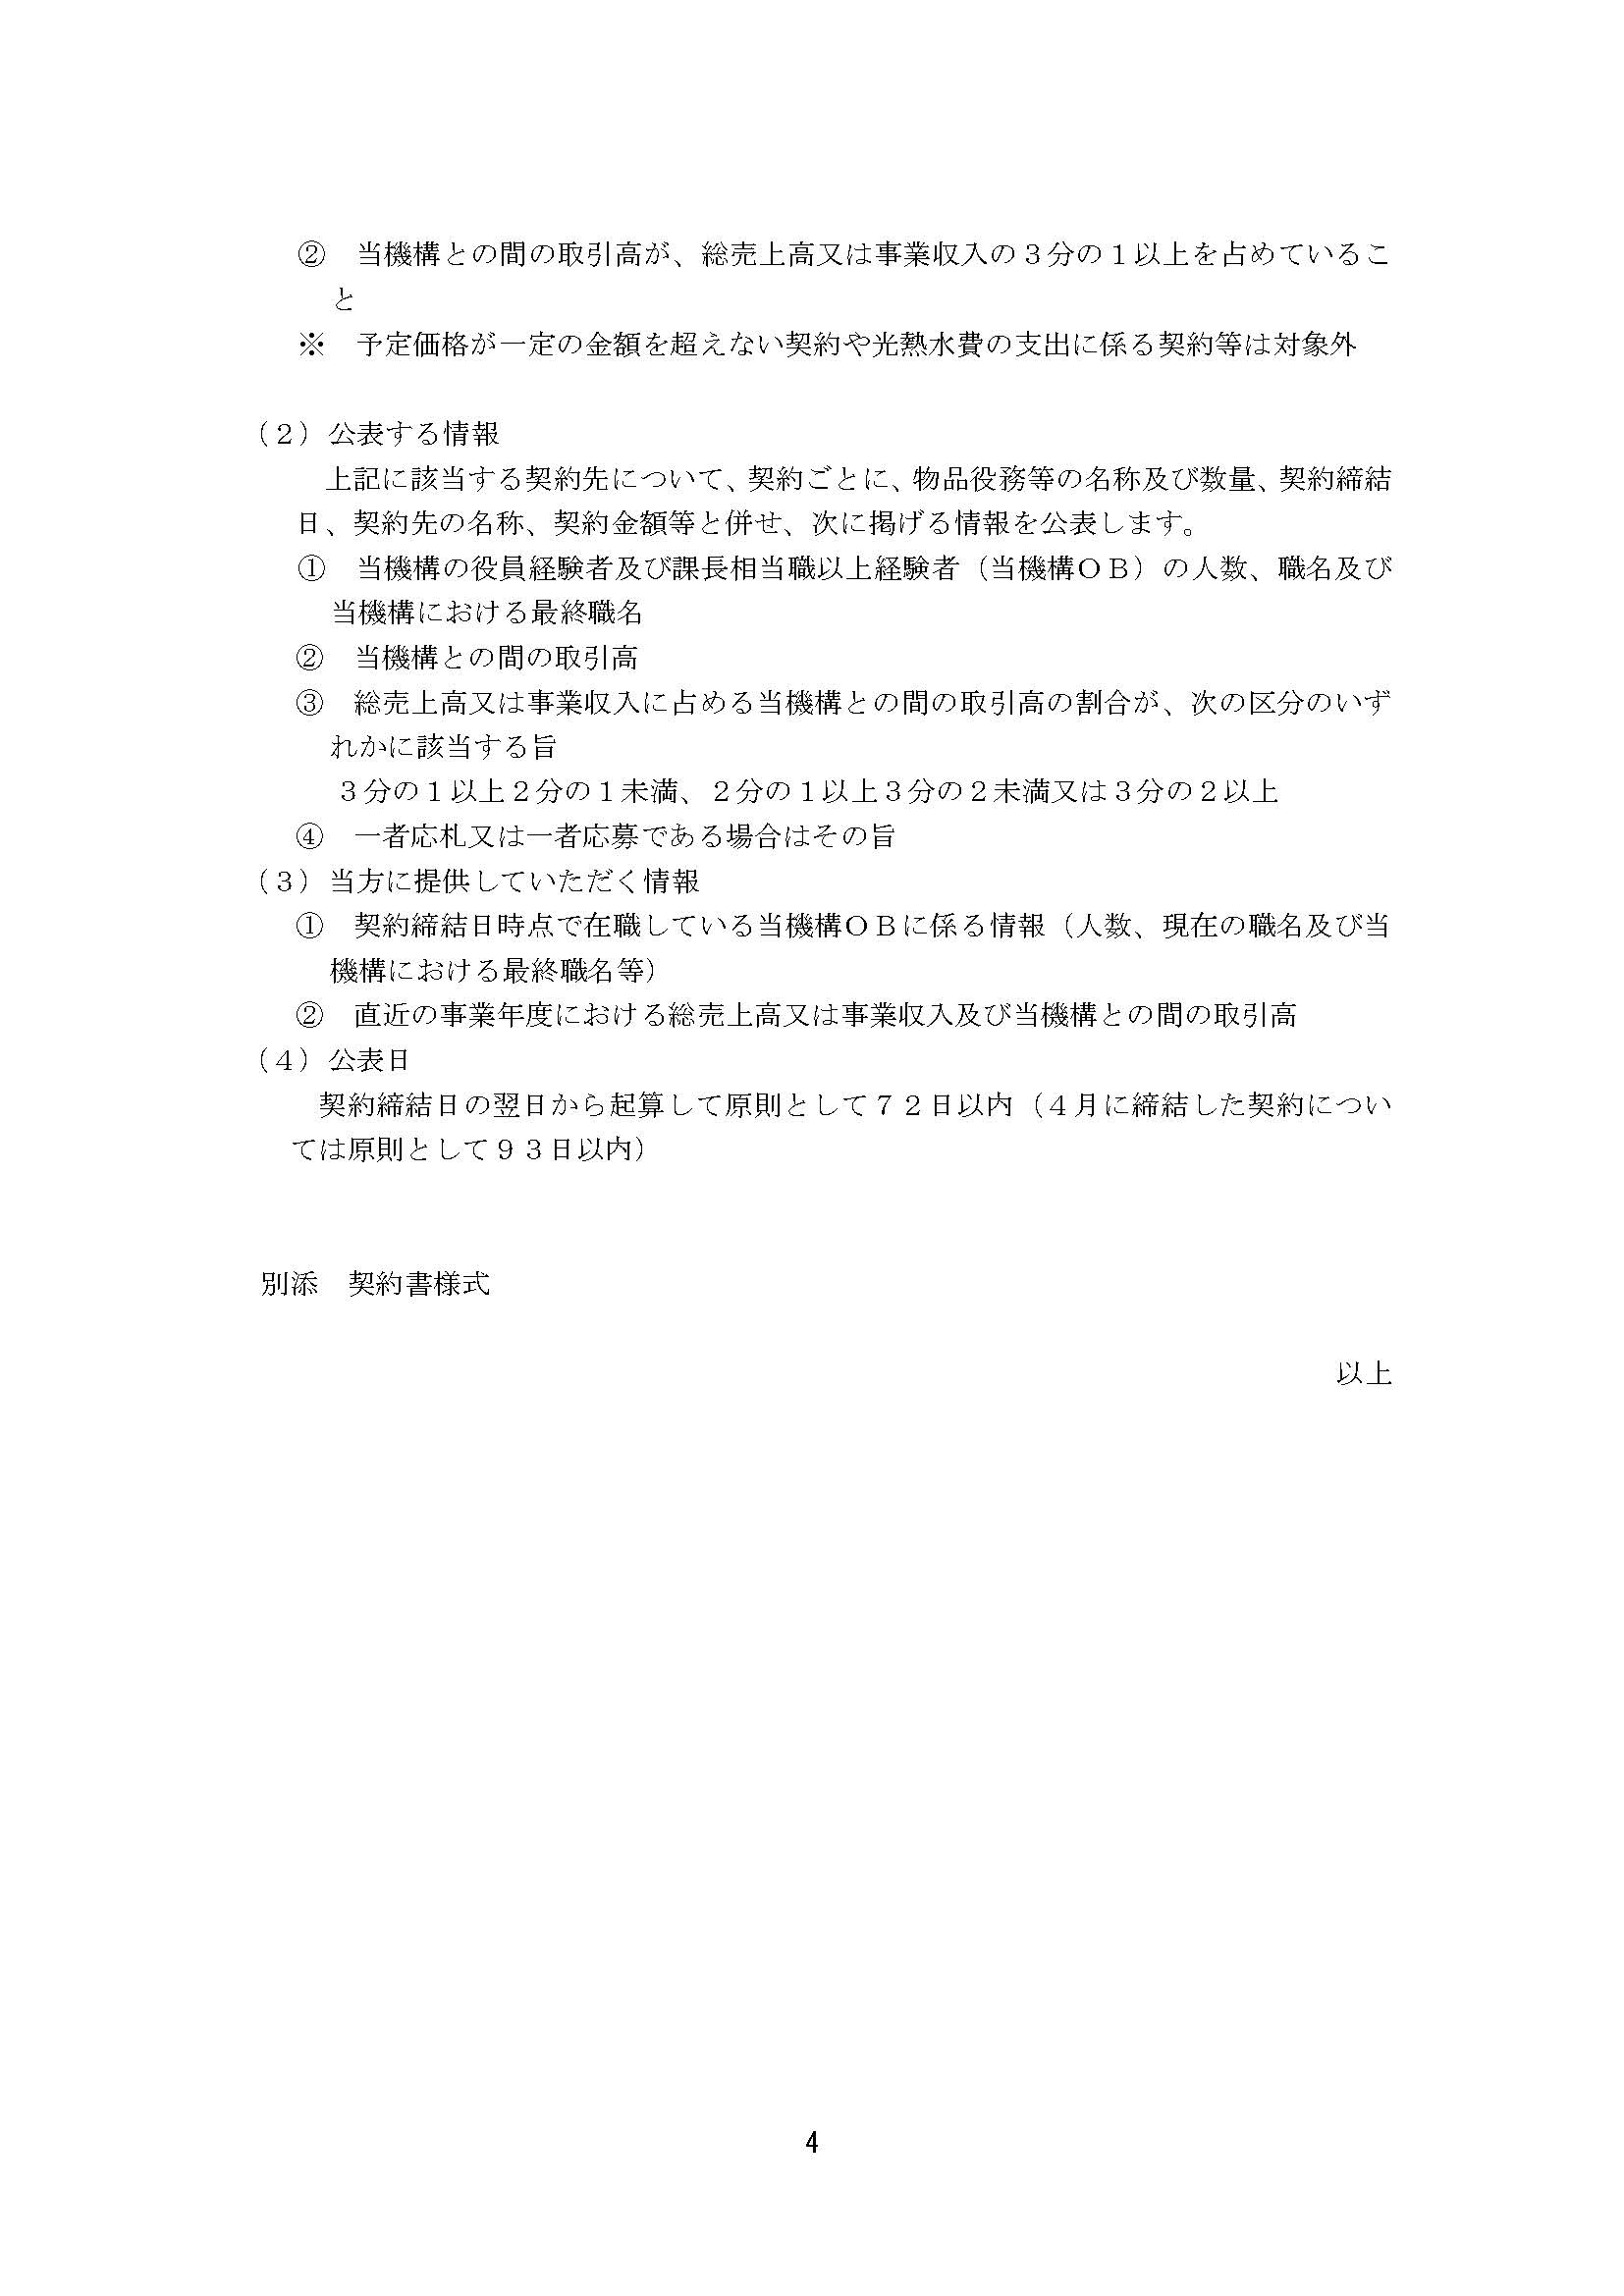 ②　当機構との間の取引高が、総売上高又は事業収入の３分の１以上を占めているこ
と
※　予定価格が一定の金額を超えない契約や光熱水費の支出に係る契約等は対象外
（２）公表する情報
上記に該当する契約先について、契約ごとに、物品役務等の名称及び数量、契約締結
日、契約先の名称、契約金額等と併せ、次に掲げる情報を公表します。
①　当機構の役員経験者及び課長相当職以上経験者（当機構ＯＢ）の人数、職名及び
当機構における最終職名
②　当機構との間の取引高
③　総売上高又は事業収入に占める当機構との間の取引高の割合が、次の区分のいず
れかに該当する旨
３分の１以上２分の１未満、２分の１以上３分の２未満又は３分の２以上
④　一者応札又は一者応募である場合はその旨
（３）当方に提供していただく情報
①　契約締結日時点で在職している当機構ＯＢに係る情報（人数、現在の職名及び当
機構における最終職名等）
②　直近の事業年度における総売上高又は事業収入及び当機構との間の取引高
（４）公表日
契約締結日の翌日から起算して原則として７２日以内（４月に締結した契約につい
ては原則として９３日以内）
別添　契約書様式
以上
4